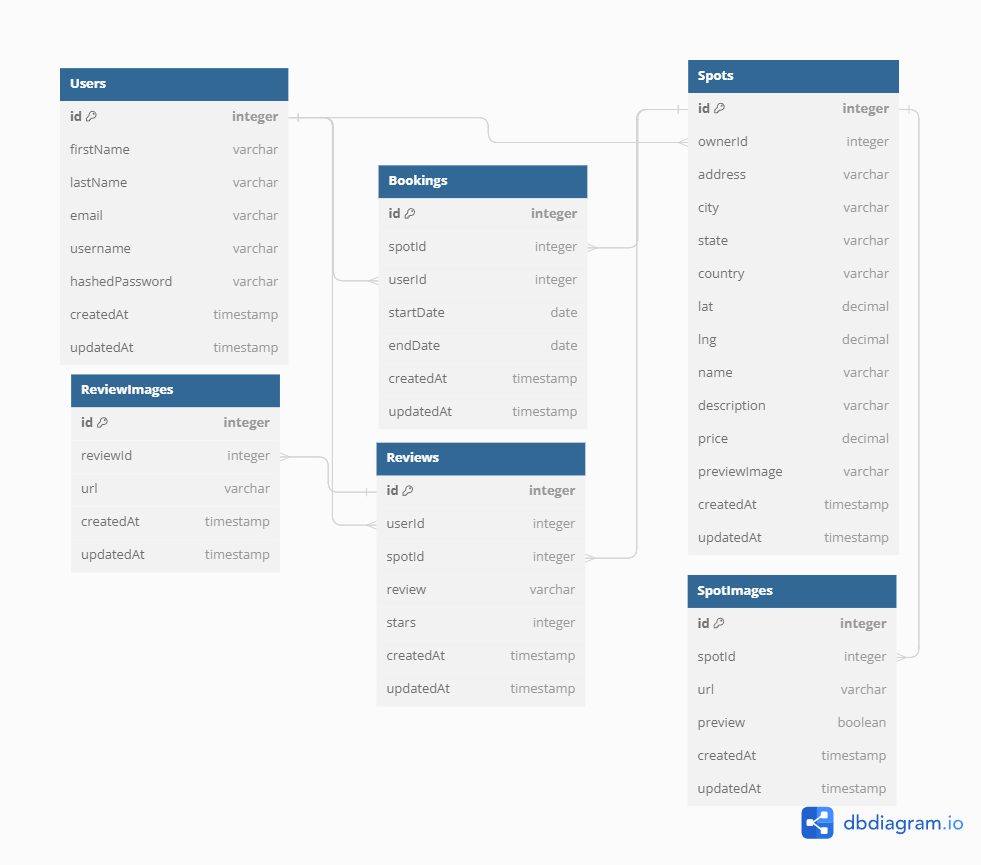 Users
id integer
firstName varchar
lastName varchar
email varchar
username varchar
hashedPassword varchar
createdAt timestamp
updatedAt timestamp
ReviewImages
id integer
reviewId integer
url varchar
createdAt timestamp
updatedAt timestamp
Bookings
id integer
spotId integer
userId integer
startDate date
endDate date
createdAt timestamp
updatedAt timestamp
Reviews
id integer
userId integer
spotId integer
review varchar
stars integer
createdAt timestamp
updatedAt timestamp
Spots
id integer
ownerId integer
address varchar
city varchar
state varchar
country varchar
lat decimal
lng decimal
name varchar
description varchar
price decimal
previewImage varchar
createdAt timestamp
updatedAt timestamp
SpotImages
id integer
spotId integer
url varchar
preview boolean
createdAt timestamp
updatedAt timestamp
dbdiagram.io